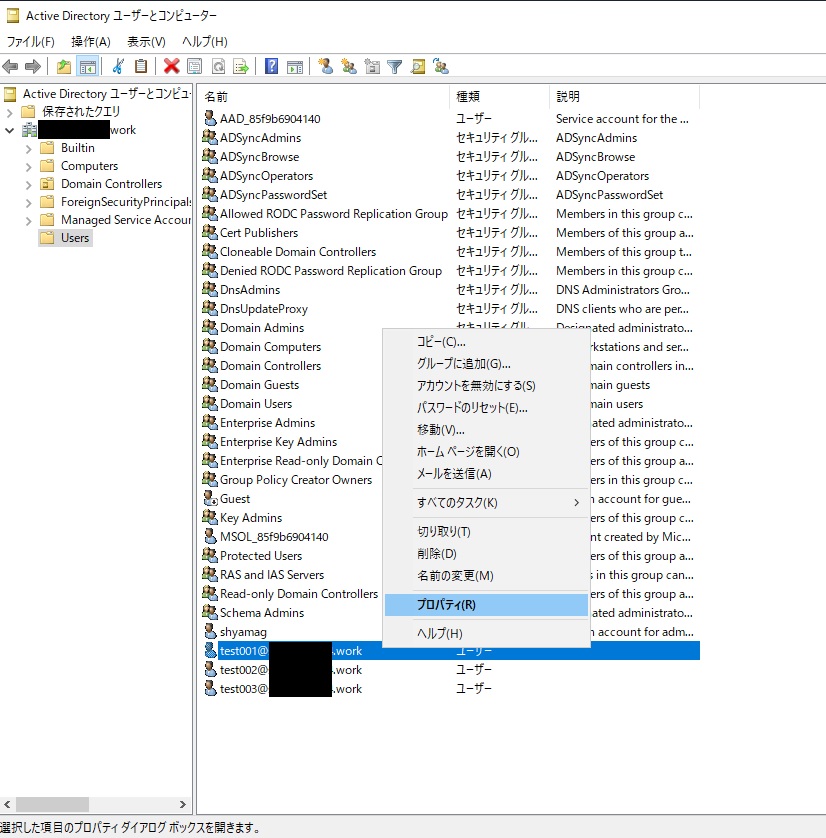 Active Directory ユーザーとコンピューター
ファイル(F) 操作(A) 表示(V) ヘルプ(H)
Active Directory ユーザーとコンピュ-
保存されたクエリ
work
Builtin
Computers
Domain Controllers
ForeignSecurityPrincipals
Managed Service Accour
Users
名前 種類 説明
AAD_85f9b6904140 ユーザー Service account for the ...
ADSyncAdmins セキュリティ グル... ADSyncAdmins
ADSyncBrowse セキュリティ グル... ADSyncBrowse
ADSyncOperators セキュリティ グル... ADSyncOperators
ADSyncPasswordSet セキュリティ グル... ADSyncPasswordSet
Allowed RODC Password Replication Group セキュリティ グル... Members in this group c...
Cert Publishers セキュリティ グル... Members of this group a...
Cloneable Domain Controllers セキュリティ グル... Members of this group t...
Denied RODC Password Replication Group セキュリティ グル... Members in this group c...
DnsAdmins セキュリティ グル... DNS Administrators Gro...
DnsUpdateProxy セキュリティ グル... DNS clients who are per...
Domain Admins セキュリティ グル... Designated administrato...
Domain Computers rkstations and ser...
Domain Controllers main controllers in...
Domain Guests main guests
Domain Users main users
Enterprise Admins ated administrato...
Enterprise Key Admins ers of this group c...
Enterprise Read-only Domain C ers of this group a...
Group Policy Creator Owners ers of this group c...
Guest n account for gue...
Key Admins ers of this group c...
MSOL_85f9b6904140 nt created by Mic...
Protected Users ers of this group a...
RAS and IAS Servers s in this group can...
Read-only Domain Controllers ers of this group a...
Schema Admins ated administrato...
shyamag n account for adm...
test001@ .work ユーザー
test002@ .work ユーザー
test003@ .work ユーザー
コピー(C)...
グループに追加(G)...
アカウントを無効にする(S)
パスワードのリセット(E)...
移動(V)...
ホーム ページを開く(O)
メールを送信(A)
すべてのタスク(K)
切り取り(T)
削除(D)
名前の変更(M)
プロパティ(R)
ヘルプ(H)
選択した項目のプロパティ ダイアログ ボックスを開きます。